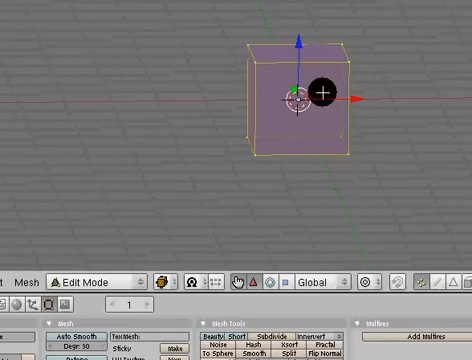 t Mesh Edit Mode Global
1
Mesh Mesh Tools Multires
Auto Smooth TexMesh: Beauty Short Subdivide Innervert Add Multires
Degr: 30 Sticky Make Noise Hash Xsort Fractal
To Sphere Smooth Split Flip Normal